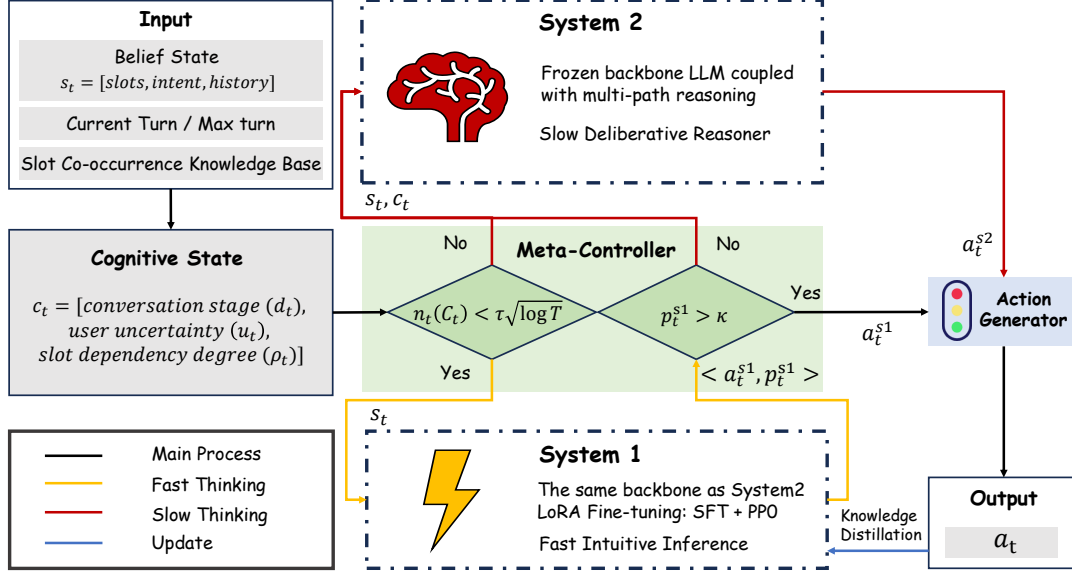 Input
Belief State
s_t = [slots, intent, history]
Current Turn / Max turn
Slot Co-occurrence Knowledge Base
Cognitive State
c_t = [conversation stage (d_t),
user uncertainty (u_t),
slot dependency degree (ρ_t)]
Main Process
Fast Thinking
Slow Thinking
Update
System 2
Frozen backbone LLM coupled
with multi-path reasoning
Slow Deliberative Reasoner
s_t, c_t
No
Meta-Controller
No
n_t(C_t) < τ√log T
p_t^{s1} > κ
Yes
Yes
a_t^{s1}
< a_t^{s1}, p_t^{s1} >
s_t
System 1
The same backbone as System2
LoRA Fine-tuning: SFT + PPO
Fast Intuitive Inference
a_t^{s2}
Action
Generator
Knowledge
Distillation
Output
a_t